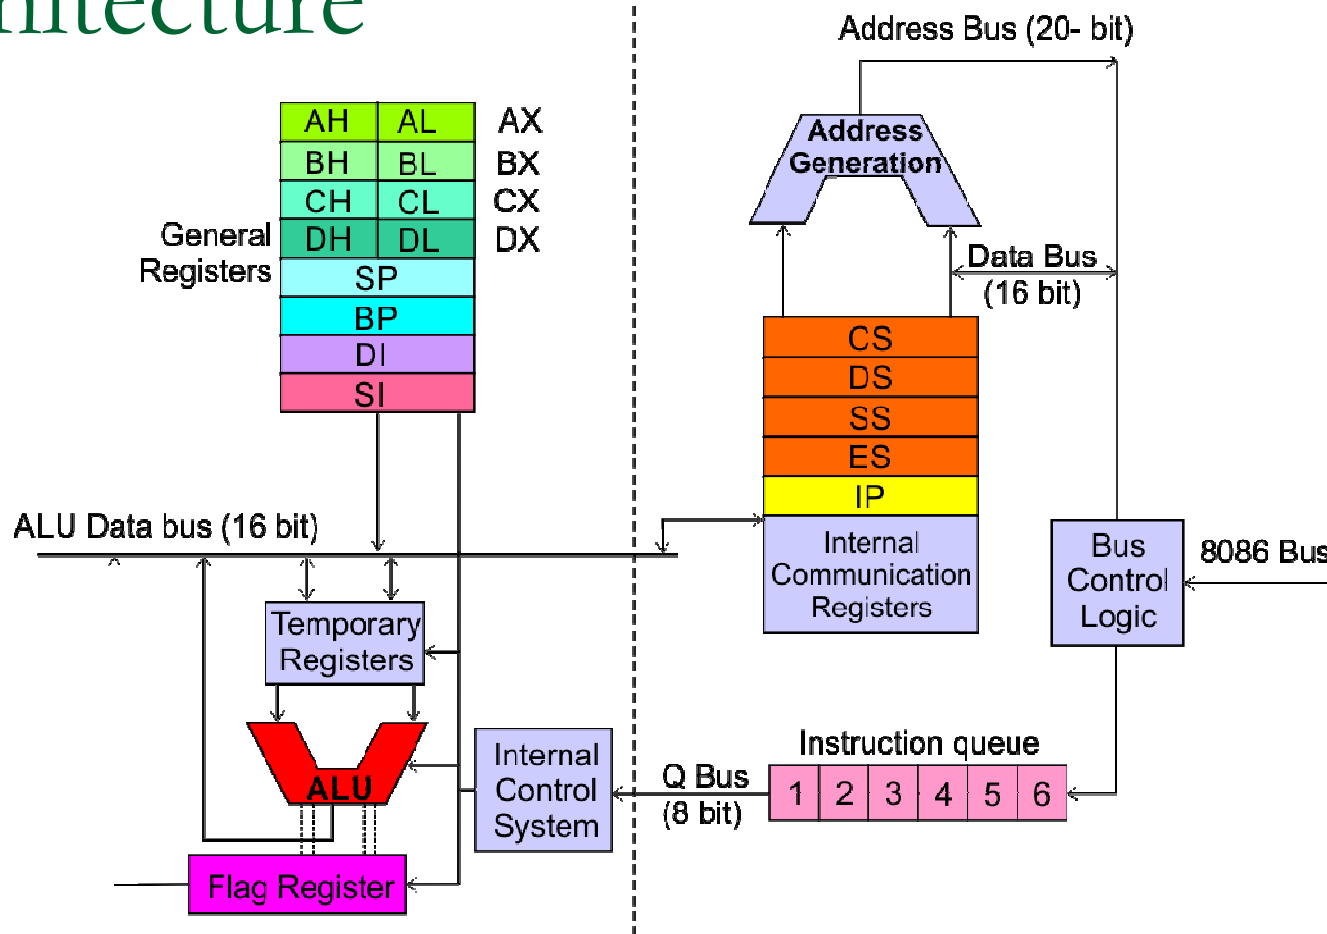 hitecture
Address Bus (20- bit)
AH AL AX
BH BL BX
CH CL CX
DH DL DX
General
Registers
SP
BP
DI
SI
Address
Generation
Data Bus
(16 bit)
CS
DS
SS
ES
IP
Internal
Communication
Registers
Bus
Control
Logic
8086 Bus
ALU Data bus (16 bit)
Temporary
Registers
ALU
Internal
Control
System
Q Bus
(8 bit)
Instruction queue
1 2 3 4 5 6
Flag Register